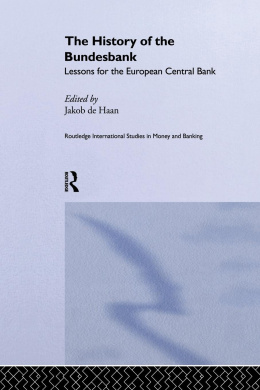 The History of the
Bundesbank
Lessons for the European Central Bank
Edited by
Jakob de Haan
Routledge International Studies in Money and Banking
ROUTLEDGE